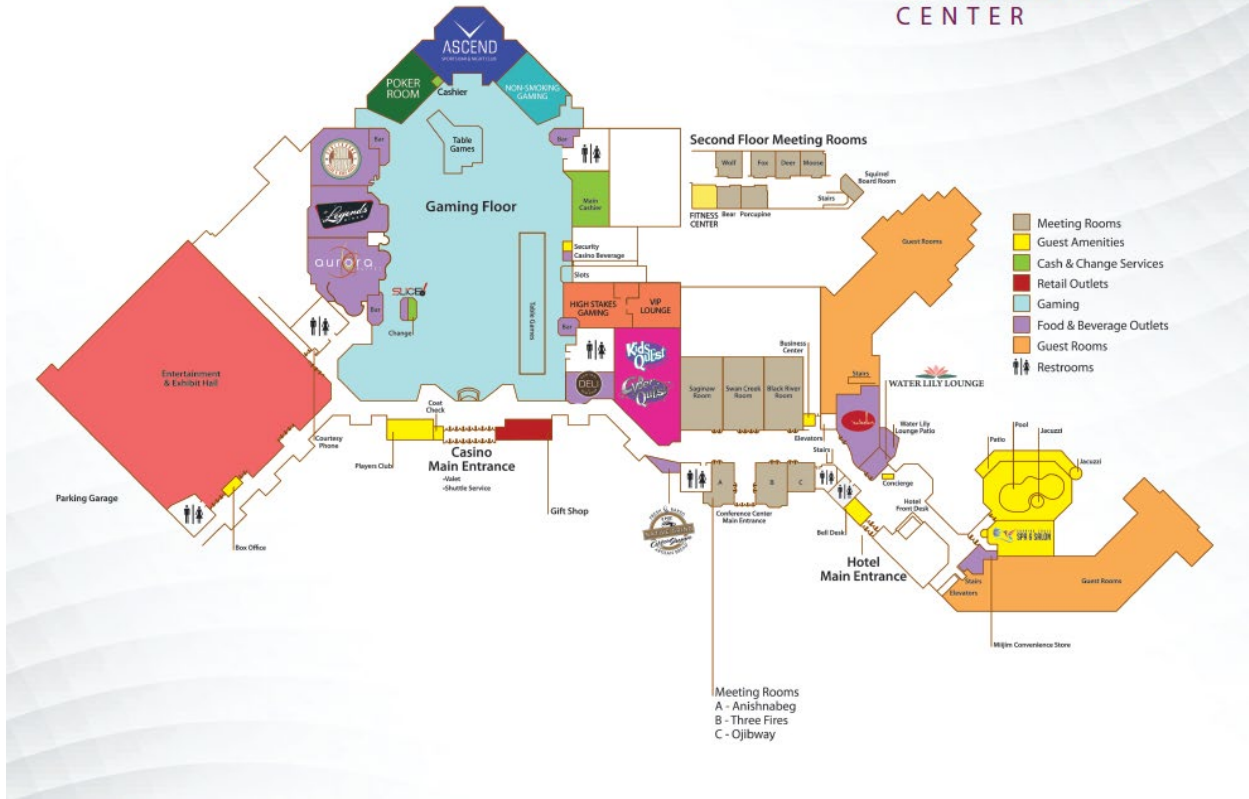 CENTER
ASCEND
SPORTS BAR & NIGHTCLUB
POKER
ROOM
NON-SMOKING
GAMING
Cashier
Bar
Table
Games
Bar
Second Floor Meeting Rooms
Wolf
Fox
Deer
Moose
Squirrel
Board Room
Stairs
FITNESS
CENTER
Bear
Porcupine
Legends
DINER
Gaming Floor
Main
Cashier
Meeting Rooms
Guest Amenities
Cash & Change Services
Retail Outlets
Gaming
Food & Beverage Outlets
Guest Rooms
Restrooms
Guest Rooms
Security
Casino Beverage
aurora
Slots
SLICE!
Bar
Change
Table Games
HIGH STAKES
GAMING
VIP
LOUNGE
Bar
Kids
Quest
Cyber
Quest
DELI
Business
Center
Saginaw
Room
Swan Creek
Room
Black River
Room
Stairs
WATER LILY LOUNGE
Entertainment
& Exhibit Hall
Coat
Check
Courtesy
Phone
Players Club
Casino
Main Entrance
-Valet
-Shuttle Service
Gift Shop
Elevators
Stairs
Water Lily
Lounge Patio
Patio
Pool
Jacuzzi
Jacuzzi
Concierge
Hotel
Front Desk
A
B
C
Conference Center
Main Entrance
Bell Desk
Parking Garage
Box Office
Hotel
Main Entrance
SPA & SALON
Stairs
Elevators
Guest Rooms
Miijim Convenience Store
Meeting Rooms
A - Anishnabeg
B - Three Fires
C - Ojibway